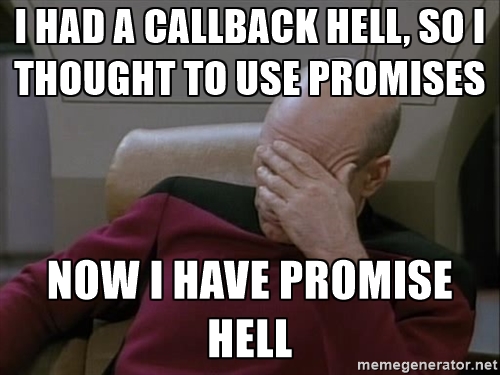 I HAD A CALLBACK HELL, SO I
THOUGHT TO USE PROMISES
NOW I HAVE PROMISE
HELL
memegenerator.net